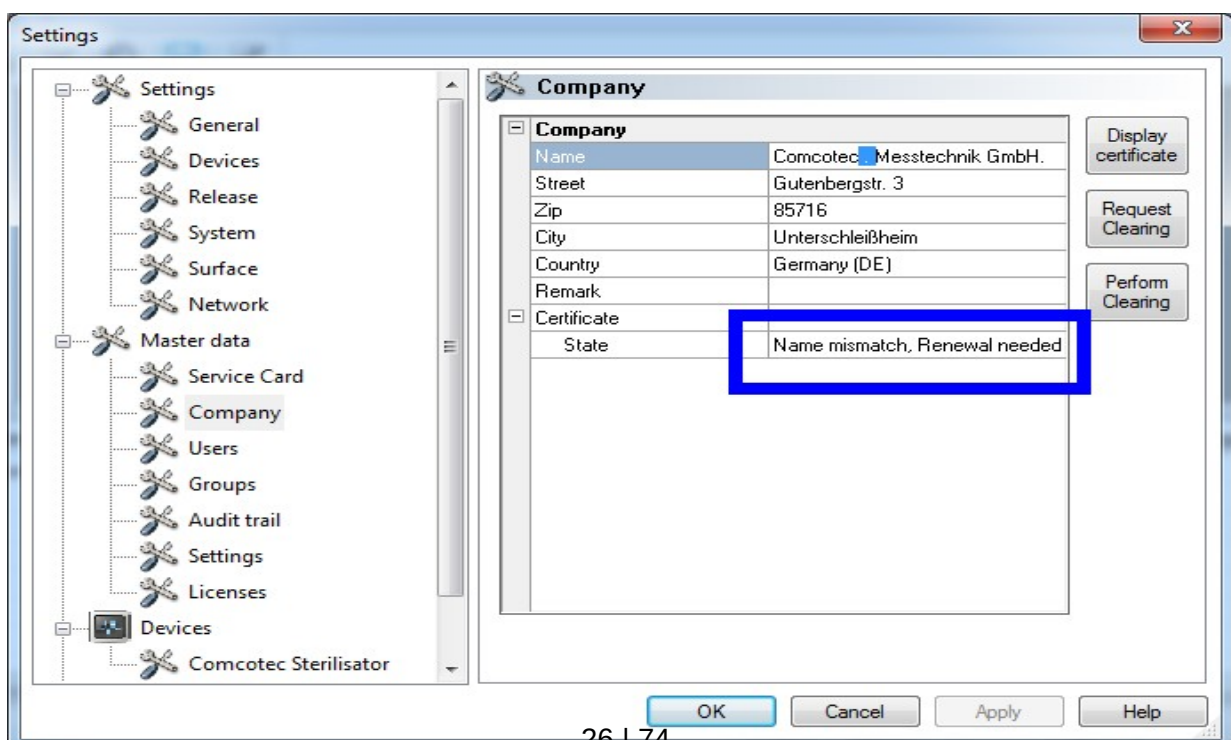 Settings
Settings
General
Devices
Release
System
Surface
Network
Master data
Service Card
Company
Users
Groups
Audit trail
Settings
Licenses
Devices
Comcotec Sterilisator
Company
Company
Name Comcotec . Messtechnik GmbH.
Street Gutenbergstr. 3
Zip 85716
City Unterschleißheim
Country Germany (DE)
Remark
Certificate
State Name mismatch, Renewal needed
Display
certificate
Request
Clearing
Perform
Clearing
OK Cancel Apply Help
26 | 74